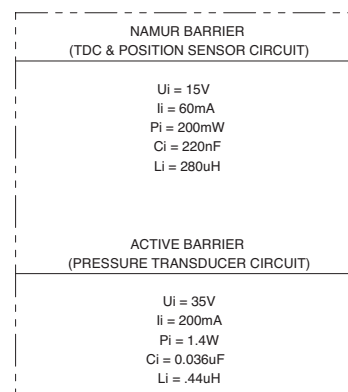 NAMUR BARRIER
(TDC & POSITION SENSOR CIRCUIT)
Ui = 15V
Ii = 60mA
Pi = 200mW
Ci = 220nF
Li = 280uH
ACTIVE BARRIER
(PRESSURE TRANSDUCER CIRCUIT)
Ui = 35V
Ii = 200mA
Pi = 1.4W
Ci = 0.036uF
Li = .44uH